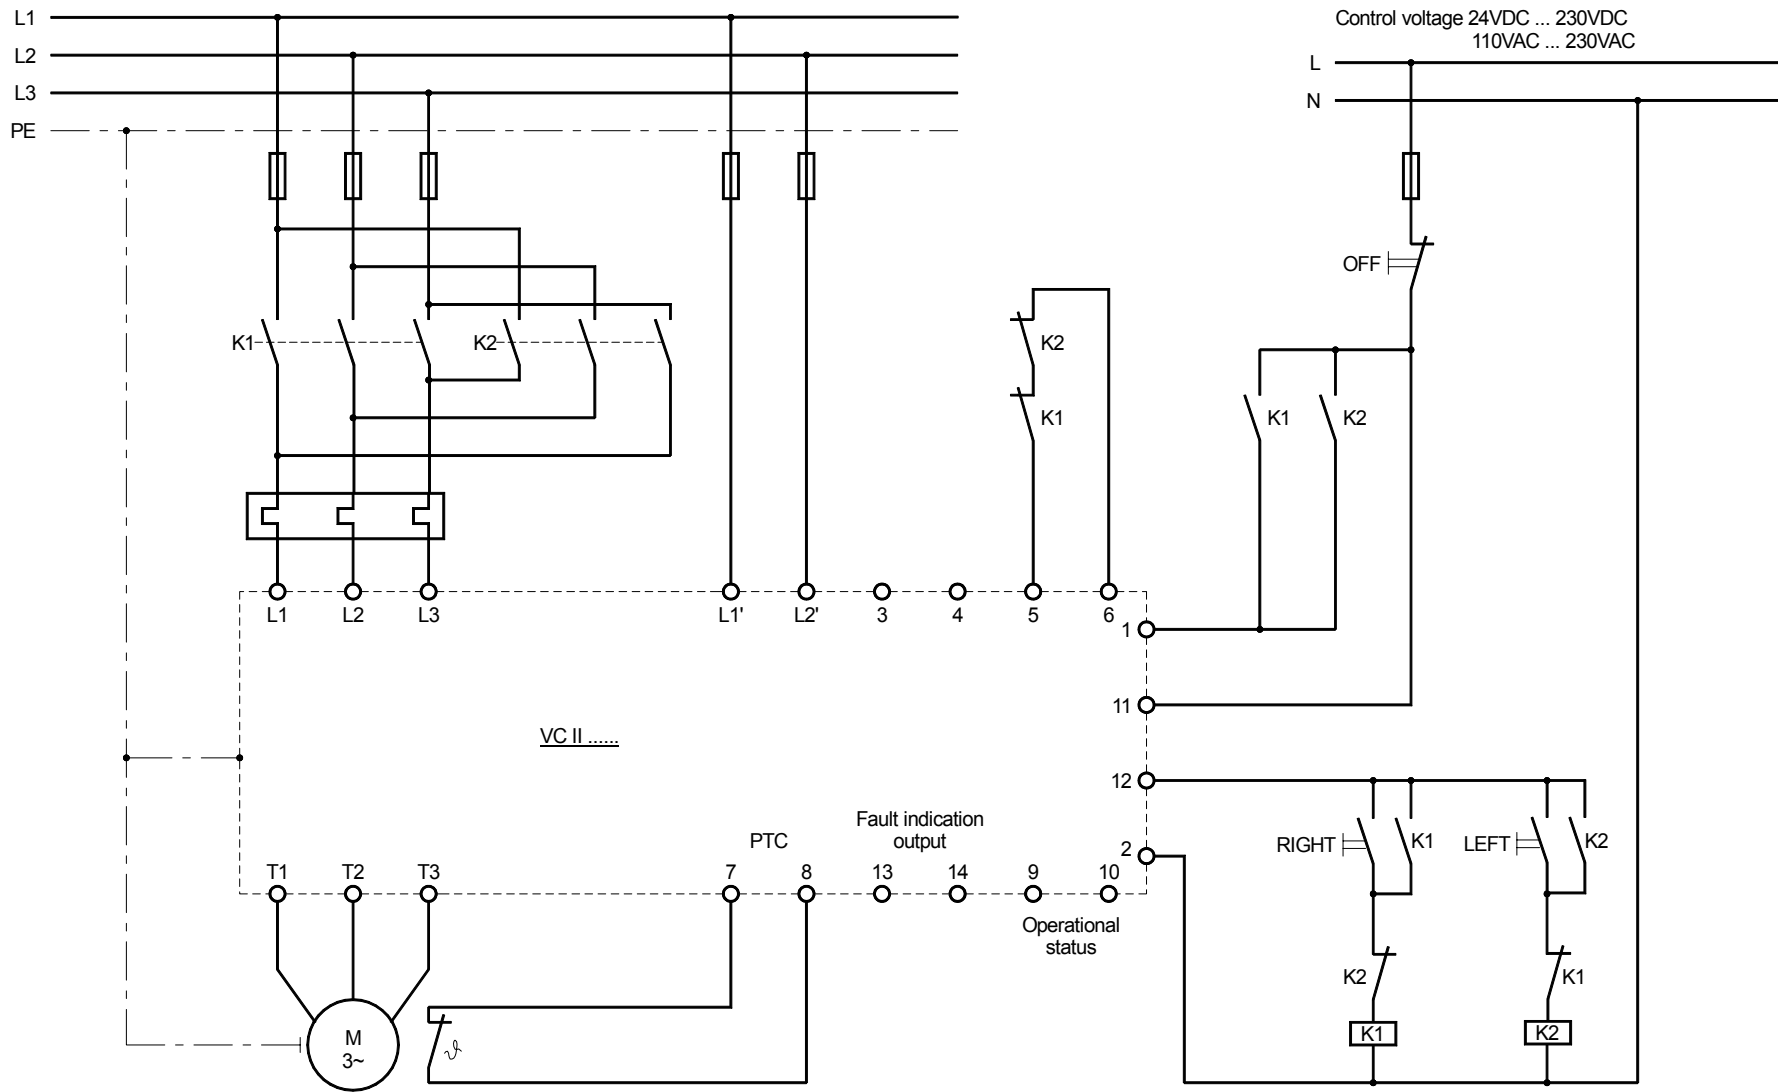 L1
Control voltage 24VDC ... 230VDC
110VAC ... 230VAC
L2
L
L3
N
PE
OFF
K1
K2
K2
K1
K1
K2
L1
L2
L3
L1'
L2'
3
4
5
6
1
11
VC II ......
12
Fault indication
output
PTC
2
RIGHT
K1
LEFT
K2
T1
T2
T3
7
8
13
14
9
10
Operational
status
K2
K1
M
3~
ϑ
K1
K2